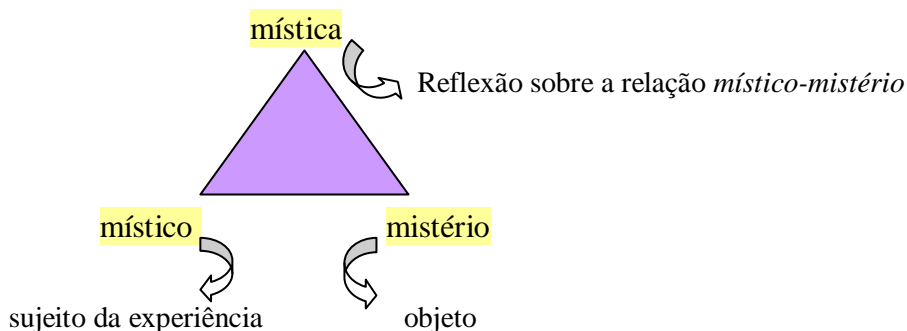 mística
Reflexão sobre a relação místico-mistério
místico mistério
sujeito da experiência objeto